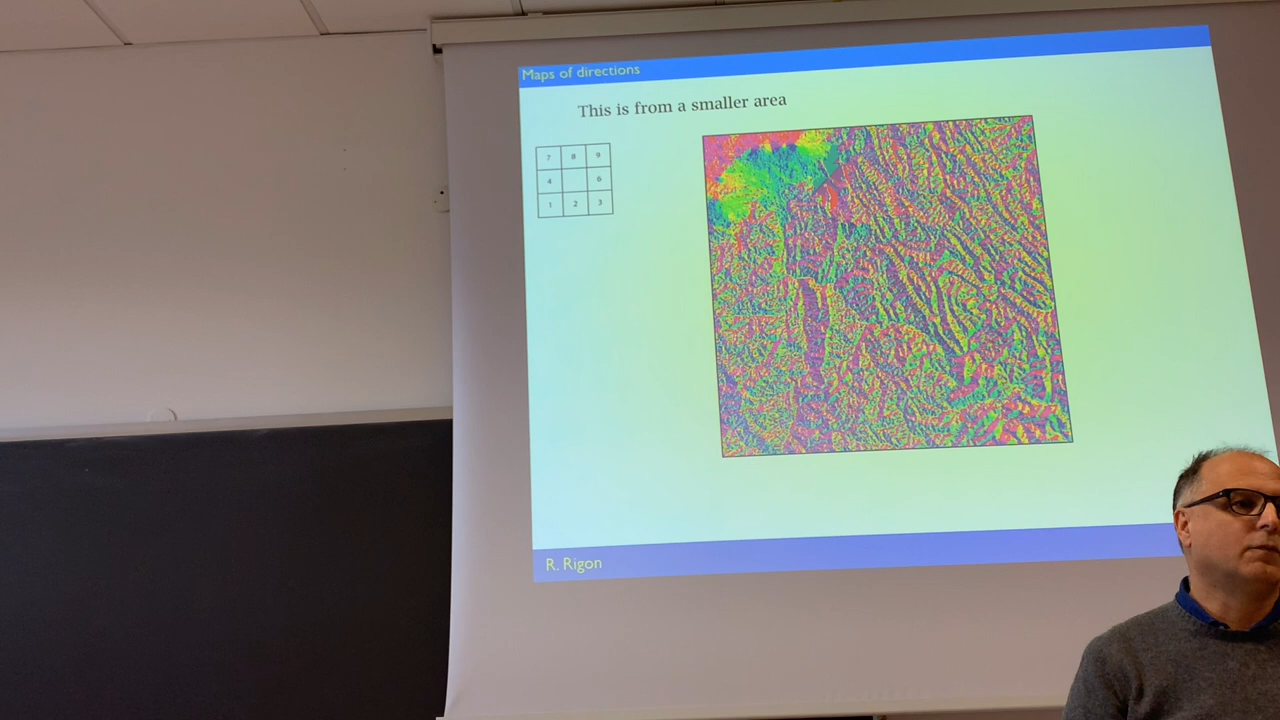 Maps of directions
This is from a smaller area
7 8 9
4 6
1 2 3
R. Rigon